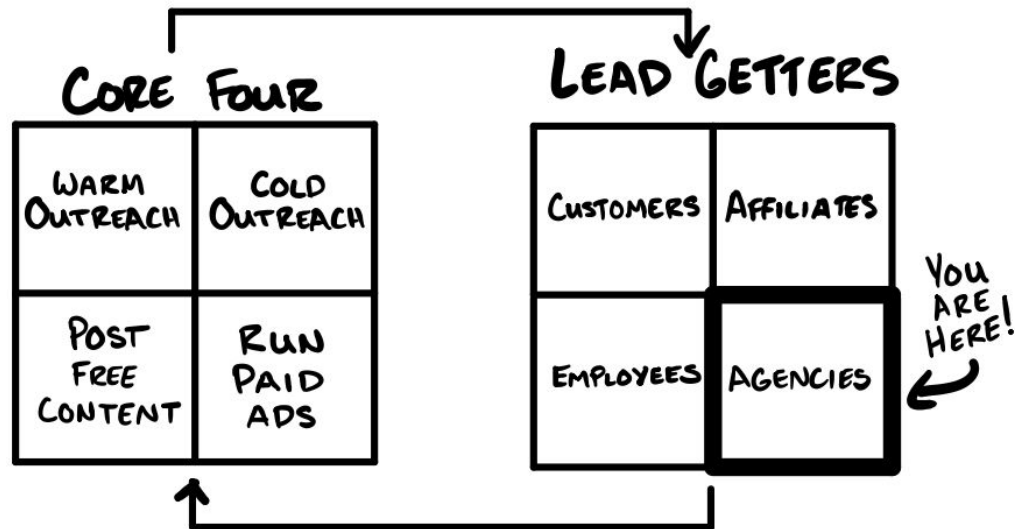 CORE FOUR
WARM
OUTREACH
COLD
OUTREACH
POST
FREE
CONTENT
RUN
PAID
ADS
LEAD GETTERS
CUSTOMERS
AFFILIATES
EMPLOYEES
AGENCIES
YOU
ARE
HERE!